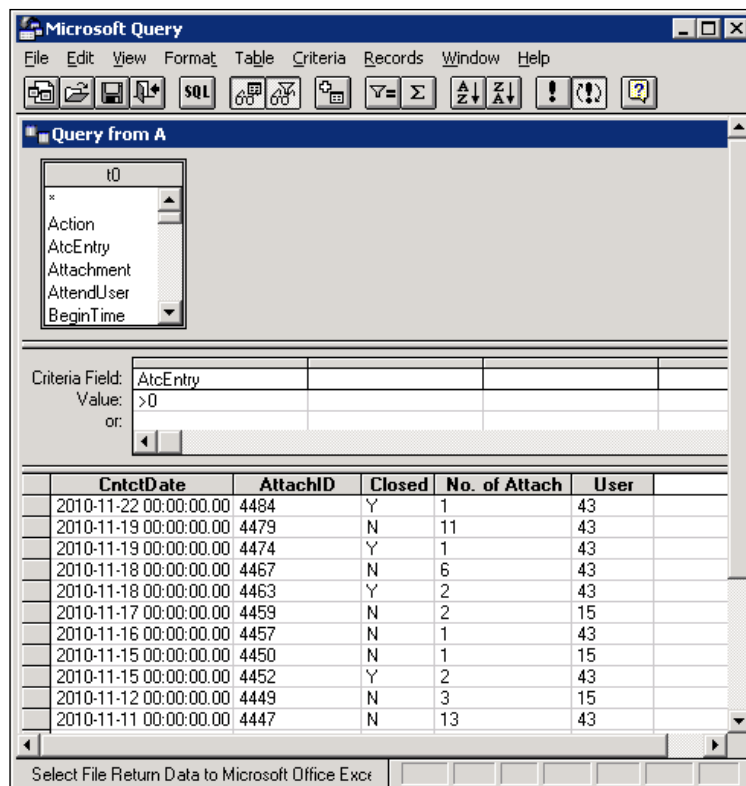 Microsoft Query
File Edit View Format Table Criteria Records Window Help
SQL
Query from A
t0
*
Action
AtcEntry
Attachment
AttendUser
BeginTime
Criteria Field: AtcEntry
Value: >0
or:
CntctDate AttachID Closed No. of Attach User
2010-11-22 00:00:00.00 4484 Y 1 43
2010-11-19 00:00:00.00 4479 N 11 43
2010-11-19 00:00:00.00 4474 Y 1 43
2010-11-18 00:00:00.00 4467 N 6 43
2010-11-18 00:00:00.00 4463 Y 2 43
2010-11-17 00:00:00.00 4459 N 2 15
2010-11-16 00:00:00.00 4457 N 1 43
2010-11-15 00:00:00.00 4450 N 1 15
2010-11-15 00:00:00.00 4452 Y 2 43
2010-11-12 00:00:00.00 4449 N 3 15
2010-11-11 00:00:00.00 4447 N 13 43
Select File Return Data to Microsoft Office Exce